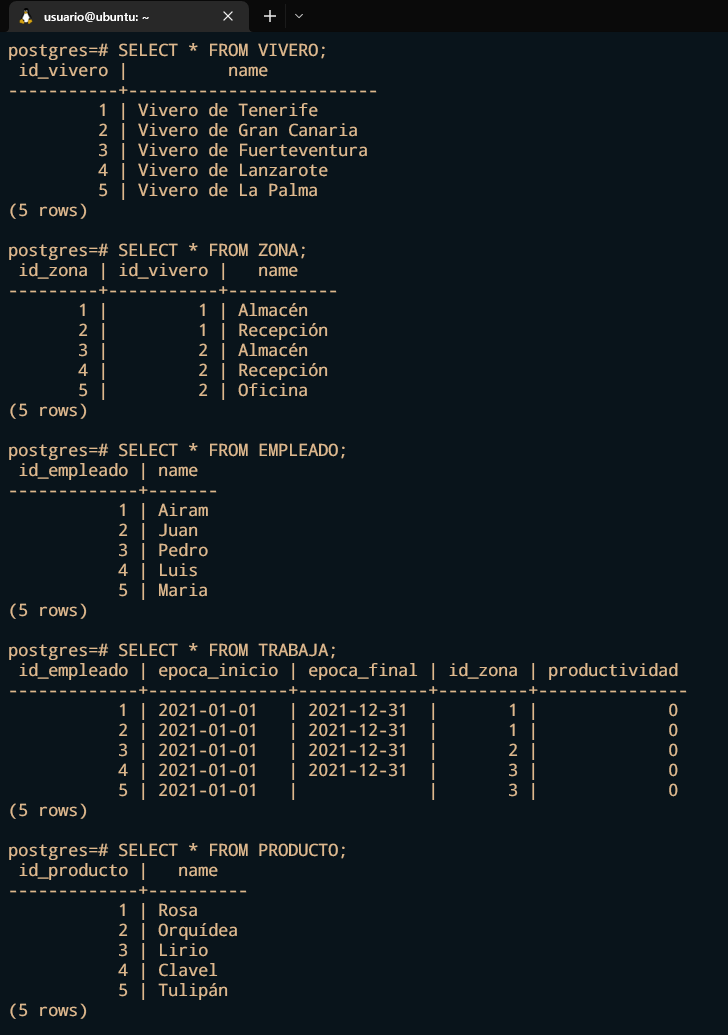 usuario@ubuntu: ~
postgres=# SELECT * FROM VIVERO;
 id_vivero |          name
-----------+-------------------------
         1 | Vivero de Tenerife
         2 | Vivero de Gran Canaria
         3 | Vivero de Fuerteventura
         4 | Vivero de Lanzarote
         5 | Vivero de La Palma
(5 rows)
postgres=# SELECT * FROM ZONA;
 id_zona | id_vivero |   name
---------+-----------+-----------
       1 |         1 | Almacén
       2 |         1 | Recepción
       3 |         2 | Almacén
       4 |         2 | Recepción
       5 |         2 | Oficina
(5 rows)
postgres=# SELECT * FROM EMPLEADO;
 id_empleado | name
-------------+-------
           1 | Airam
           2 | Juan
           3 | Pedro
           4 | Luis
           5 | Maria
(5 rows)
postgres=# SELECT * FROM TRABAJA;
 id_empleado | epoca_inicio | epoca_final | id_zona | productividad
-------------+--------------+-------------+---------+---------------
           1 | 2021-01-01   | 2021-12-31  |       1 |             0
           2 | 2021-01-01   | 2021-12-31  |       1 |             0
           3 | 2021-01-01   | 2021-12-31  |       2 |             0
           4 | 2021-01-01   | 2021-12-31  |       3 |             0
           5 | 2021-01-01   |             |       3 |             0
(5 rows)
postgres=# SELECT * FROM PRODUCTO;
 id_producto |   name
-------------+----------
           1 | Rosa
           2 | Orquídea
           3 | Lirio
           4 | Clavel
           5 | Tulipán
(5 rows)